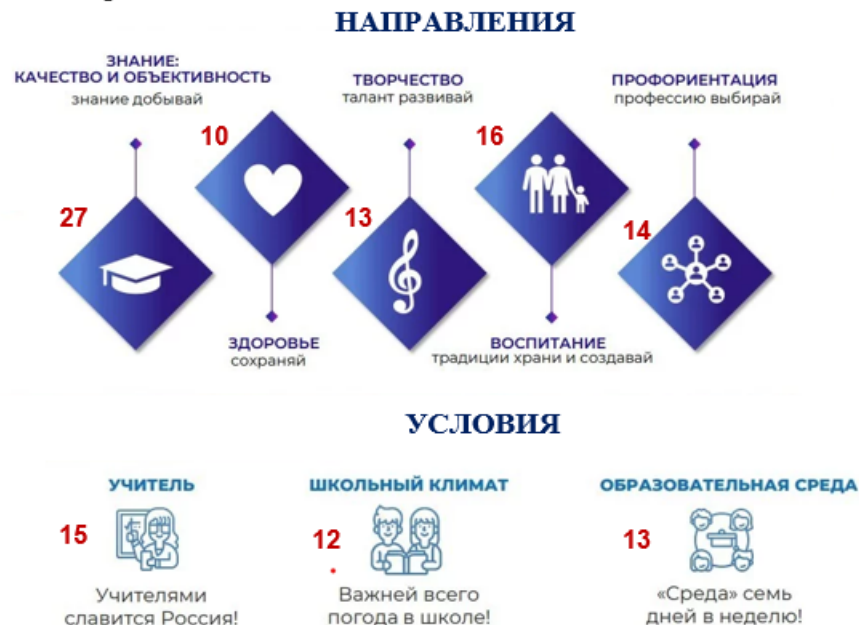 НАПРАВЛЕНИЯ
ЗНАНИЕ:
КАЧЕСТВО И ОБЪЕКТИВНОСТЬ
знание добывай
ТВОРЧЕСТВО
талант развивай
ПРОФОРИЕНТАЦИЯ
профессию выбирай
10
16
27
13
14
ЗДОРОВЬЕ
сохраняй
ВОСПИТАНИЕ
традиции храни и создавай
УСЛОВИЯ
УЧИТЕЛЬ
ШКОЛЬНЫЙ КЛИМАТ
ОБРАЗОВАТЕЛЬНАЯ СРЕДА
15
12
13
Учителями
славится Россия!
Важней всего
погода в школе!
«Среда» семь
дней в неделю!